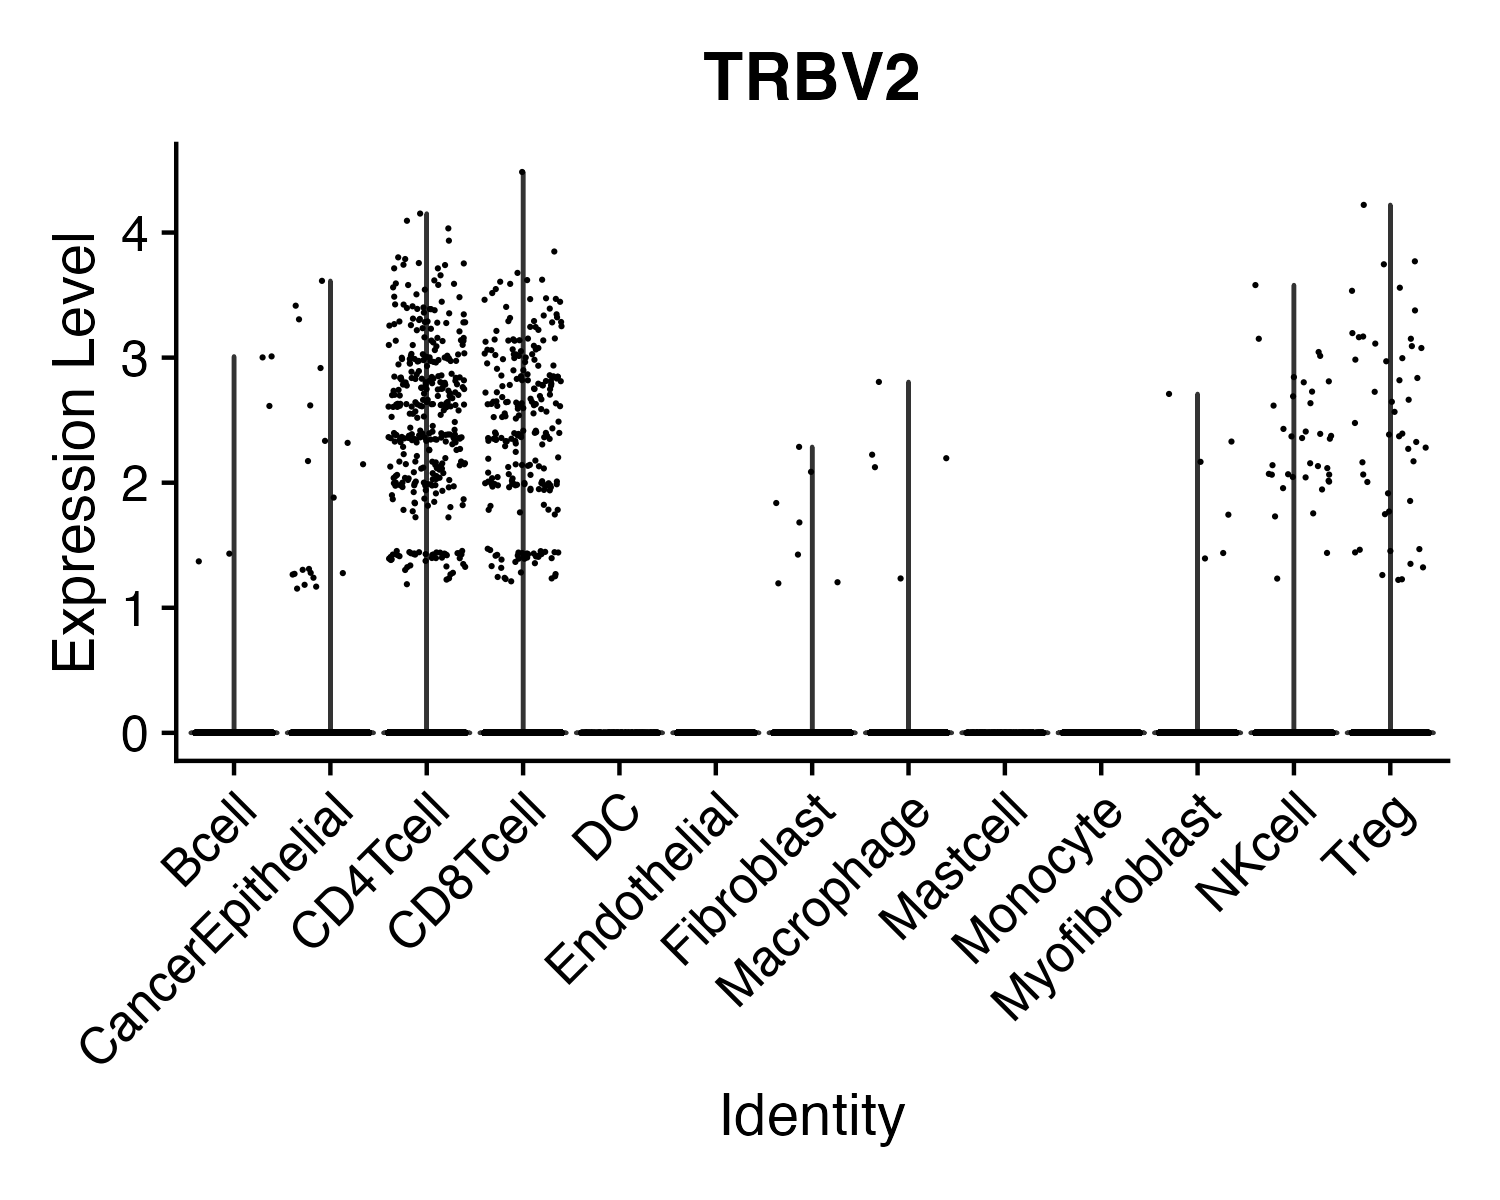 TRBV2
Expression Level
4
3
2
1
0
Bcell
CancerEpithelial
CD4Tcell
CD8Tcell
DC
Endothelial
Fibroblast
Macrophage
Mastcell
Monocyte
Myofibroblast
NKcell
Treg
Identity